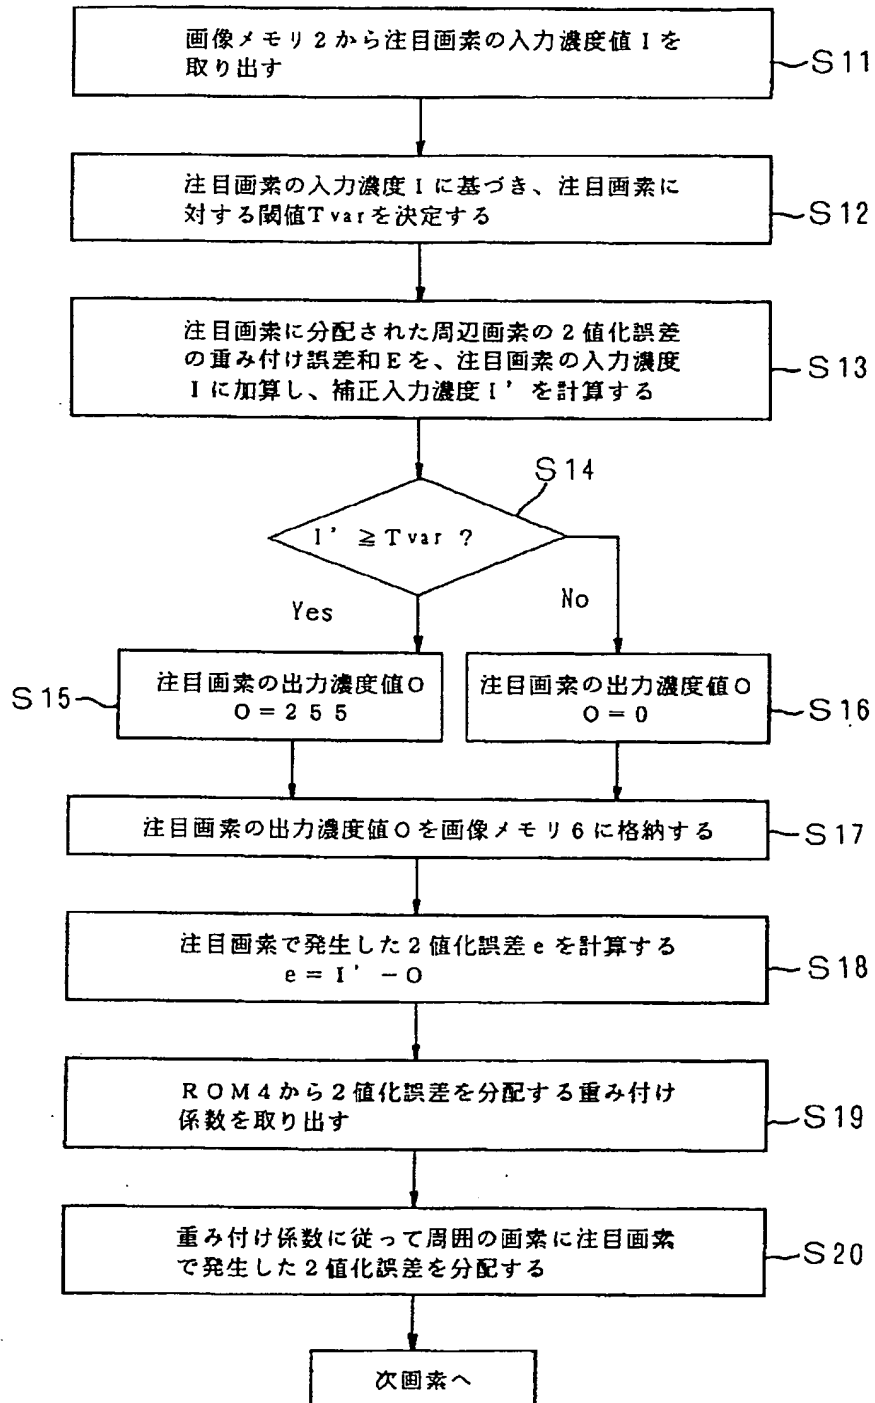 画像メモリ2から注目画素の入力濃度値Iを
取り出す
S11
注目画素の入力濃度Iに基づき、注目画素に
対する閾値Tvarを決定する
S12
注目画素に分配された周辺画素の2値化誤差
の重み付け誤差和Eを、注目画素の入力濃度
Iに加算し、補正入力濃度I'を計算する
S13
S14
I' ≧ Tvar ?
Yes
No
注目画素の出力濃度値O
O=255
S15
注目画素の出力濃度値O
O=0
S16
注目画素の出力濃度値Oを画像メモリ6に格納する
S17
注目画素で発生した2値化誤差eを計算する
e=I'-O
S18
ROM4から2値化誤差を分配する重み付け
係数を取り出す
S19
重み付け係数に従って周囲の画素に注目画素
で発生した2値化誤差を分配する
S20
次画素へ